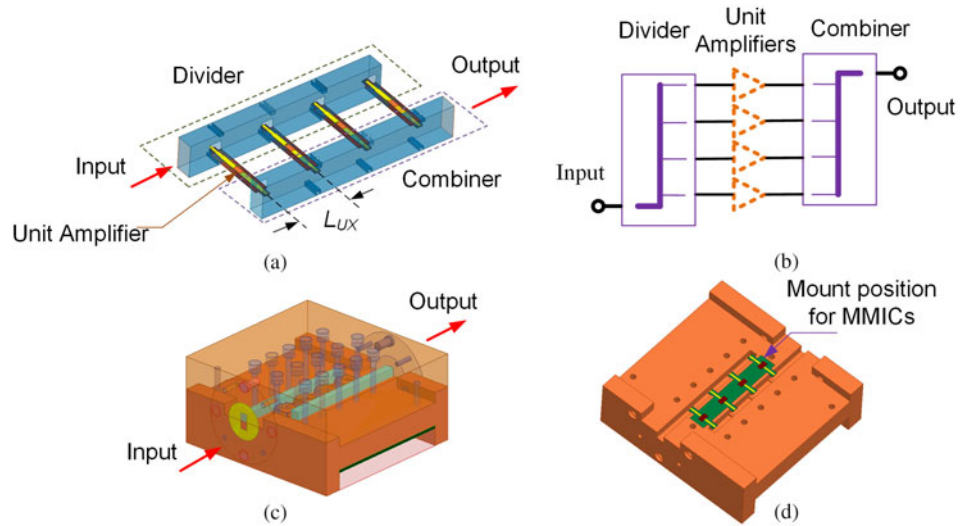 Divider
Output
Input
Combiner
Unit Amplifier
L_UX
(a)
Divider
Unit
Amplifiers
Combiner
Output
Input
(b)
Output
Input
(c)
Mount position
for MMICs
(d)